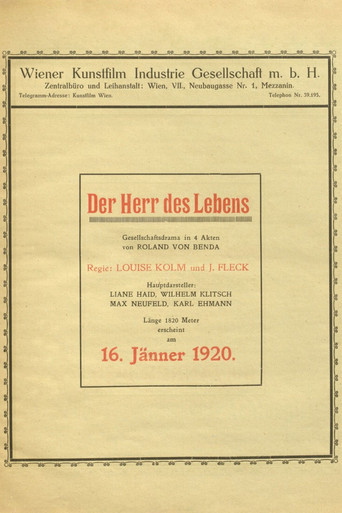 Wiener Kunstfilm Industrie Gesellschaft m. b. H.
Zentralbüro und Leihanstalt: Wien, VII., Neubaugasse Nr. 1, Mezzanin.
Telegramm-Adresse: Kunstfilm Wien. Telephon Nr. 39.195.
Der Herr des Lebens
Gesellschaftsdrama in 4 Akten
von ROLAND VON BENDA
Regie: LOUISE KOLM und J. FLECK
Hauptdarsteller:
LIANE HAID, WILHELM KLITSCH
MAX NEUFELD, KARL EHMANN
Länge 1820 Meter
erscheint
am
16. Jänner 1920.